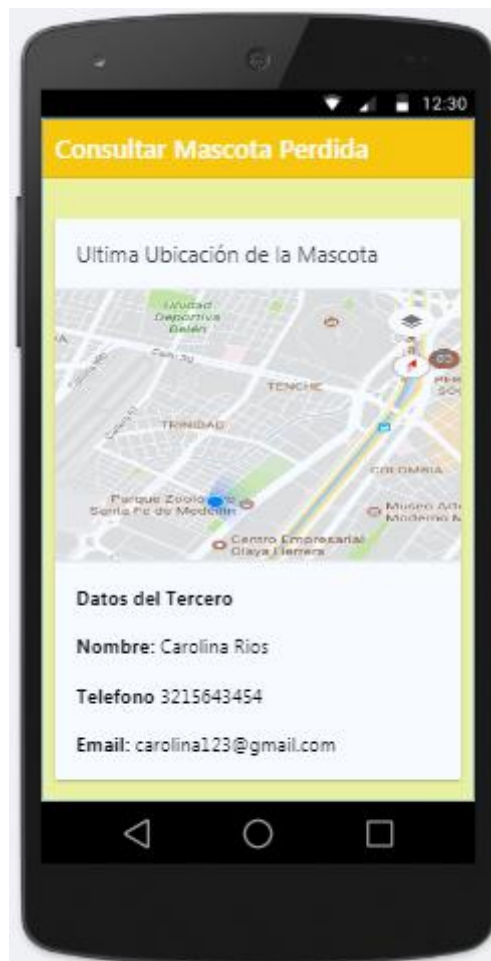 12:30
Consultar Mascota Perdida
Ultima Ubicación de la Mascota
Unidad
Deportiva
Belén
TENCHE
TRINIDAD
COLOMBIA
Parque Zoológico
Santa Fe de Medellín
Museo Arte
Moderno M
Centro Empresarial
Olaya Herrera
Datos del Tercero
Nombre: Carolina Rios
Telefono 3215643454
Email: carolina123@gmail.com